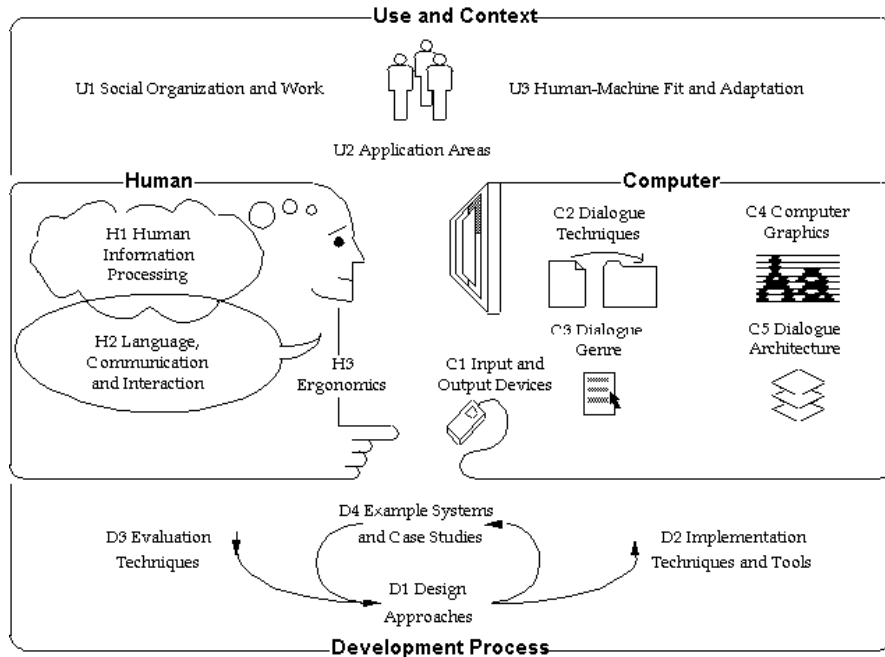 Use and Context
U1 Social Organization and Work
U3 Human-Machine Fit and Adaptation
U2 Application Areas
Human
H1 Human
Information
Processing
H2 Language,
Communication
and Interaction
H3
Ergonomics
Computer
C2 Dialogue
Techniques
C4 Computer
Graphics
Aa
C3 Dialogue
Genre
C5 Dialogue
Architecture
C1 Input and
Output Devices
D4 Example Systems
and Case Studies
D3 Evaluation
Techniques
D2 Implementation
Techniques and Tools
D1 Design
Approaches
Development Process